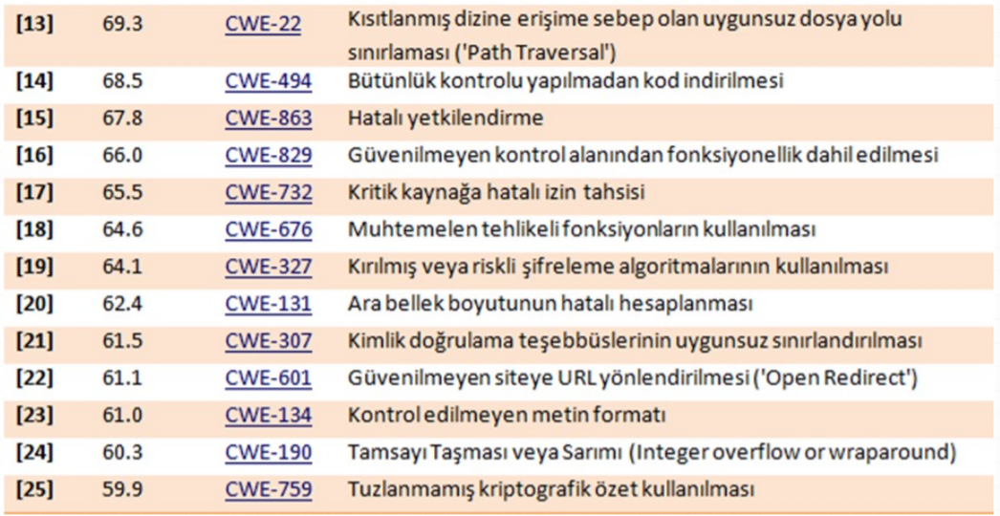 [13] 69.3 CWE-22 Kısıtlanmış dizine erişime sebep olan uygunsuz dosya yolu
sınırlaması ('Path Traversal')
[14] 68.5 CWE-494 Bütünlük kontrolu yapılmadan kod indirilmesi
[15] 67.8 CWE-863 Hatalı yetkilendirme
[16] 66.0 CWE-829 Güvenilmeyen kontrol alanından fonksiyonellik dahil edilmesi
[17] 65.5 CWE-732 Kritik kaynağa hatalı izin tahsisi
[18] 64.6 CWE-676 Muhtemelen tehlikeli fonksiyonların kullanılması
[19] 64.1 CWE-327 Kırılmış veya riskli şifreleme algoritmalarının kullanılması
[20] 62.4 CWE-131 Ara bellek boyutunun hatalı hesaplanması
[21] 61.5 CWE-307 Kimlik doğrulama teşebbüslerinin uygunsuz sınırlandırılması
[22] 61.1 CWE-601 Güvenilmeyen siteye URL yönlendirilmesi ('Open Redirect')
[23] 61.0 CWE-134 Kontrol edilmeyen metin formatı
[24] 60.3 CWE-190 Tamsayı Taşması veya Sarımı (Integer overflow or wraparound)
[25] 59.9 CWE-759 Tuzlanmamış kriptografik özet kullanılması